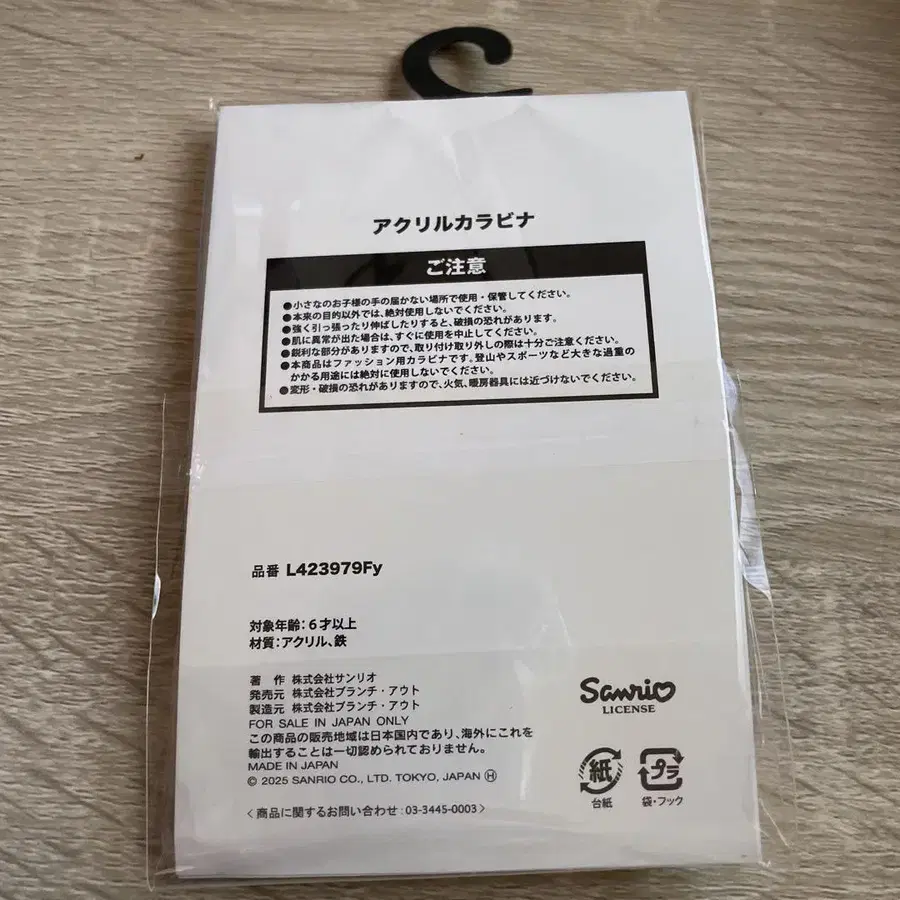 アクリルカラビナ
ご注意
●小さなのお子様の手の届かない場所で使用・保管してください。
●本来の目的以外では、絶対使用しないでください。
●強く引っ張ったり伸ばしたりすると、破損の恐れがあります。
●肌に異常が出た場合は、すぐに使用を中止してください。
●鋭利な部分がありますので、取り付け取り外しの際は十分ご注意ください。
●本商品はファッション用カラビナです。登山やスポーツなど大きな過重の
かかる用途には絶対に使用しないでください。
●変形・破損の恐れがありますので、火気、暖房器具には近づけないでください。
品番 L423979Fy
対象年齢:6才以上
材質:アクリル、鉄
著 作 株式会社サンリオ
発売元 株式会社ブランチ・アウト
製造元 株式会社ブランチ・アウト
FOR SALE IN JAPAN ONLY
この商品の販売地域は日本国内であり、海外にこれを
輸出することは一切認められておりません。
MADE IN JAPAN
© 2025 SANRIO CO., LTD. TOKYO, JAPAN Ⓗ
〈商品に関するお問い合わせ:03-3445-0003〉
Sanrio
LICENSE
紙
台紙
プラ
袋・フック